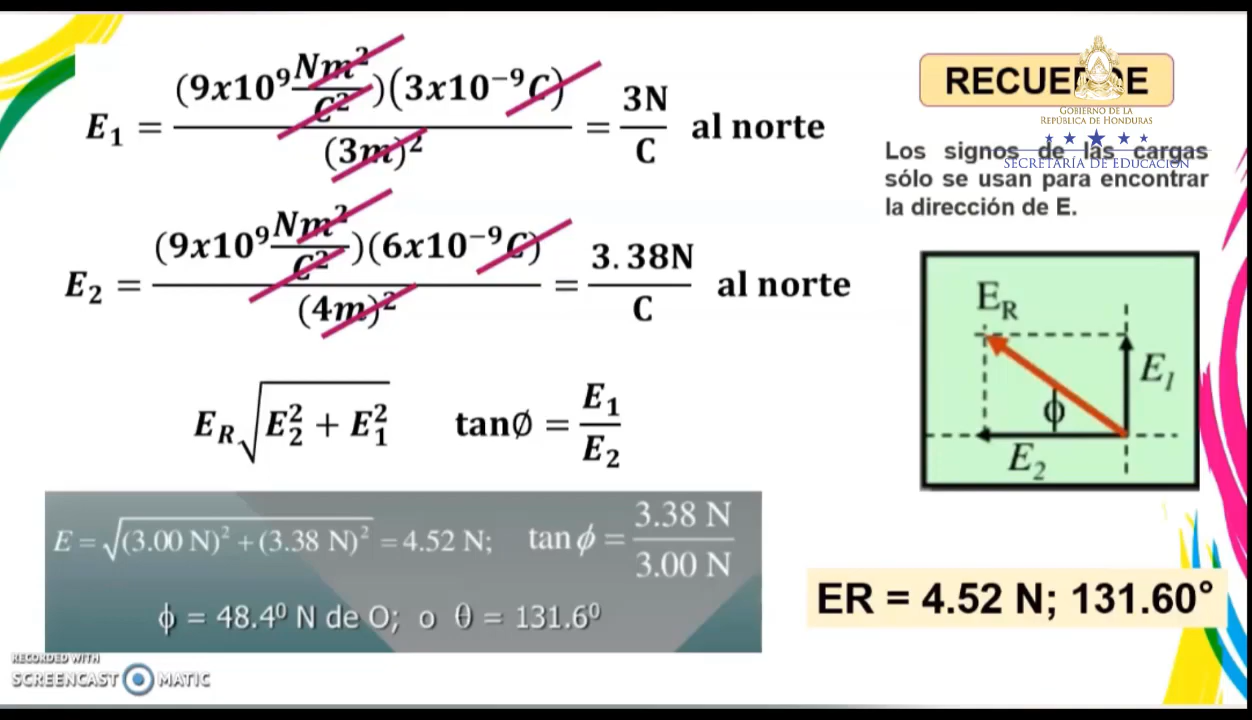 E₁ = (9x10⁹ Nm²/C²)(3x10⁻⁹C) / (3m)² = 3N/C al norte
E₂ = (9x10⁹ Nm²/C²)(6x10⁻⁹C) / (4m)² = 3.38N/C al norte
E_R √(E₂² + E₁²) tanØ = E₁/E₂
E = √((3.00 N)² + (3.38 N)²) = 4.52 N; tan ϕ = 3.38 N / 3.00 N
ϕ = 48.4⁰ N de O; o θ = 131.6⁰
RECORDED WITH
SCREENCAST MATIC
GOBIERNO DE LA
REPÚBLICA DE HONDURAS
SECRETARÍA DE EDUCACIÓN
Los signos de las cargas
sólo se usan para encontrar
la dirección de E.
E_R
E₁
ϕ
E₂
ER = 4.52 N; 131.60°